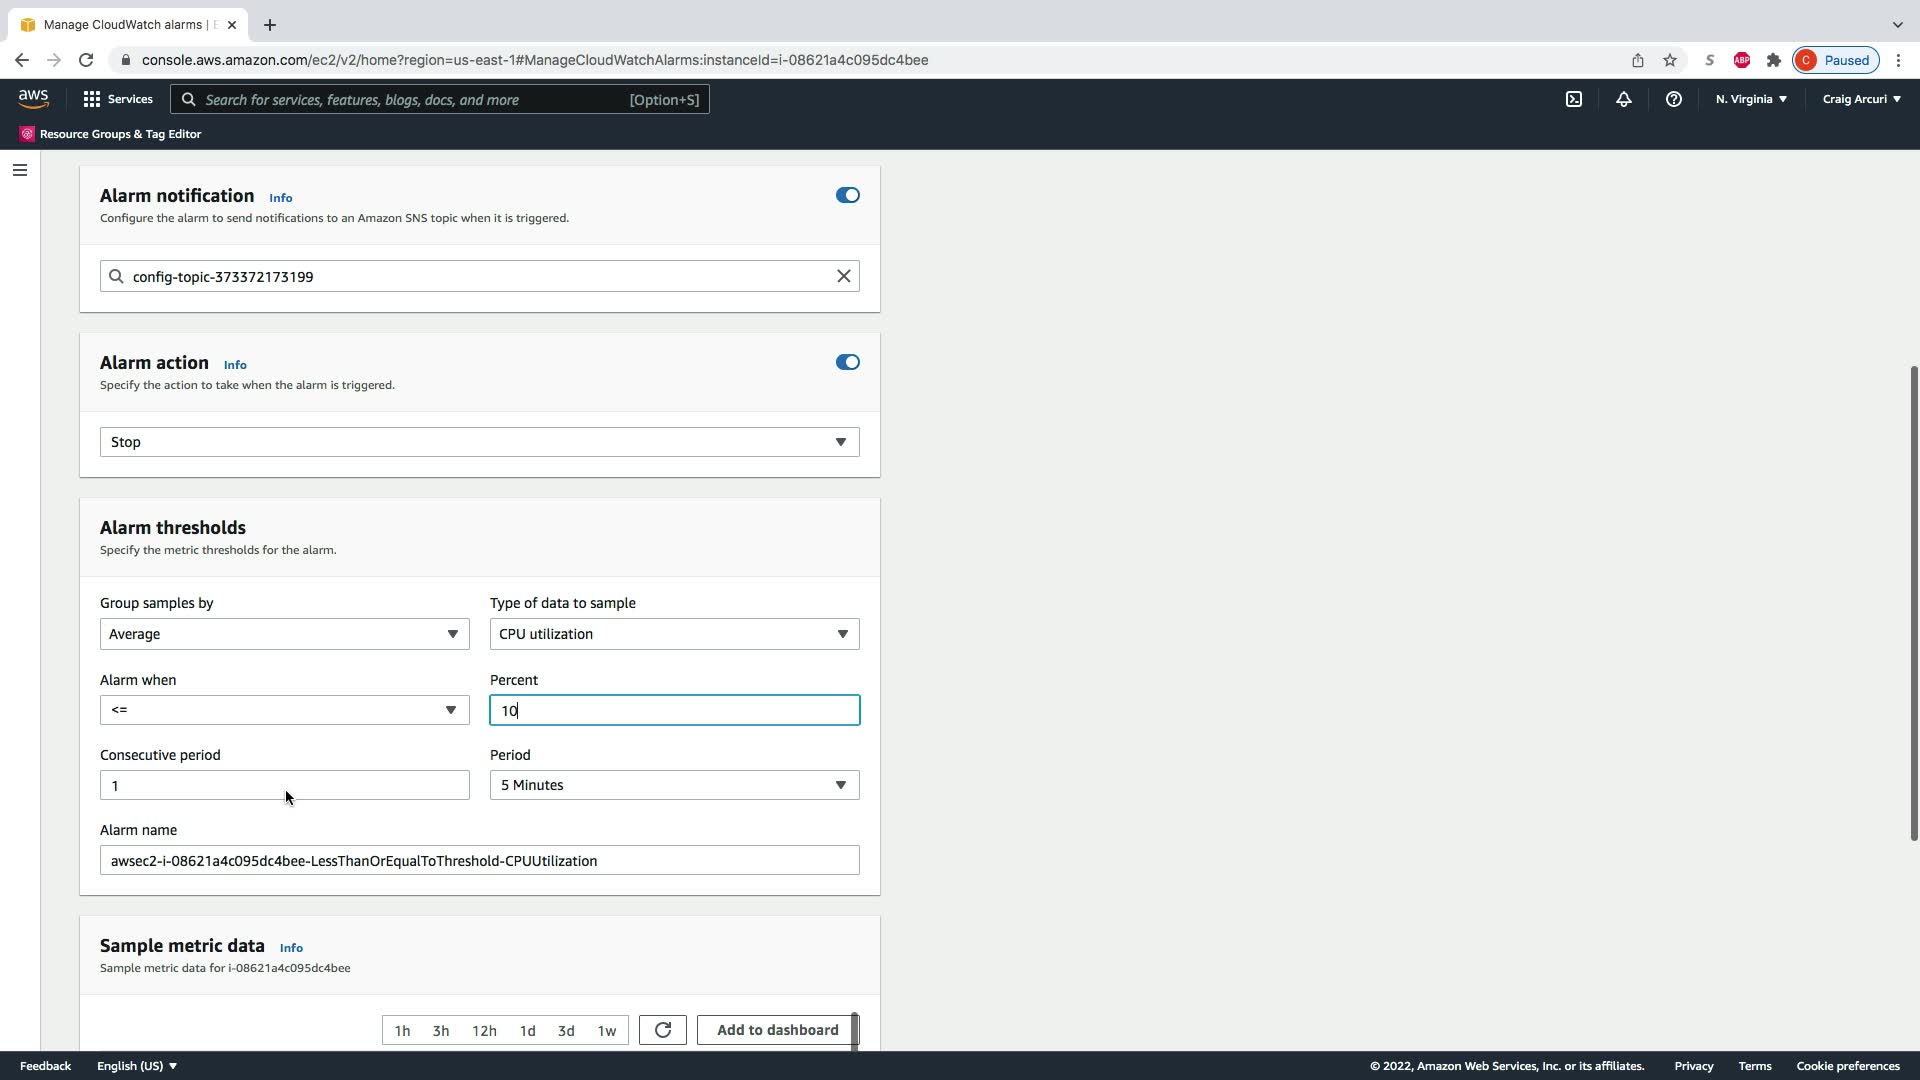 Manage CloudWatch alarms | E
console.aws.amazon.com/ec2/v2/home?region=us-east-1#ManageCloudWatchAlarms:instanceId=i-08621a4c095dc4bee
S
ABP
C Paused
aws
Services
Search for services, features, blogs, docs, and more [Option+S]
N. Virginia
Craig Arcuri
Resource Groups & Tag Editor
Alarm notification Info
Configure the alarm to send notifications to an Amazon SNS topic when it is triggered.
config-topic-373372173199
Alarm action Info
Specify the action to take when the alarm is triggered.
Stop
Alarm thresholds
Specify the metric thresholds for the alarm.
Group samples by Type of data to sample
Average CPU utilization
Alarm when Percent
<= 10
Consecutive period Period
1 5 Minutes
Alarm name
awsec2-i-08621a4c095dc4bee-LessThanOrEqualToThreshold-CPUUtilization
Sample metric data Info
Sample metric data for i-08621a4c095dc4bee
1h 3h 12h 1d 3d 1w Add to dashboard
Feedback English (US) © 2022, Amazon Web Services, Inc. or its affiliates. Privacy Terms Cookie preferences